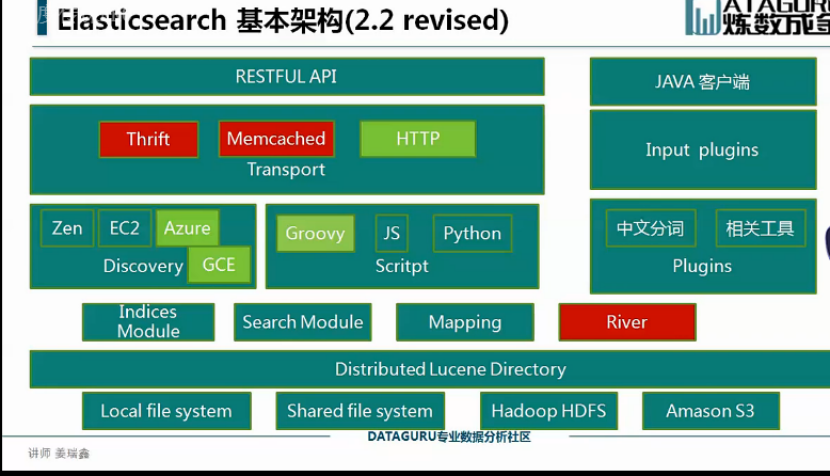 Elasticsearch 基本架构(2.2 revised)
DATAGURU
炼数成金
RESTFUL API
JAVA 客户端
Thrift
Memcached
HTTP
Transport
Input plugins
Zen
EC2
Azure
GCE
Discovery
Groovy
JS
Python
Scritpt
中文分词
相关工具
Plugins
Indices
Module
Search Module
Mapping
River
Distributed Lucene Directory
Local file system
Shared file system
Hadoop HDFS
Amason S3
DATAGURU专业数据分析社区
讲师 姜瑞鑫